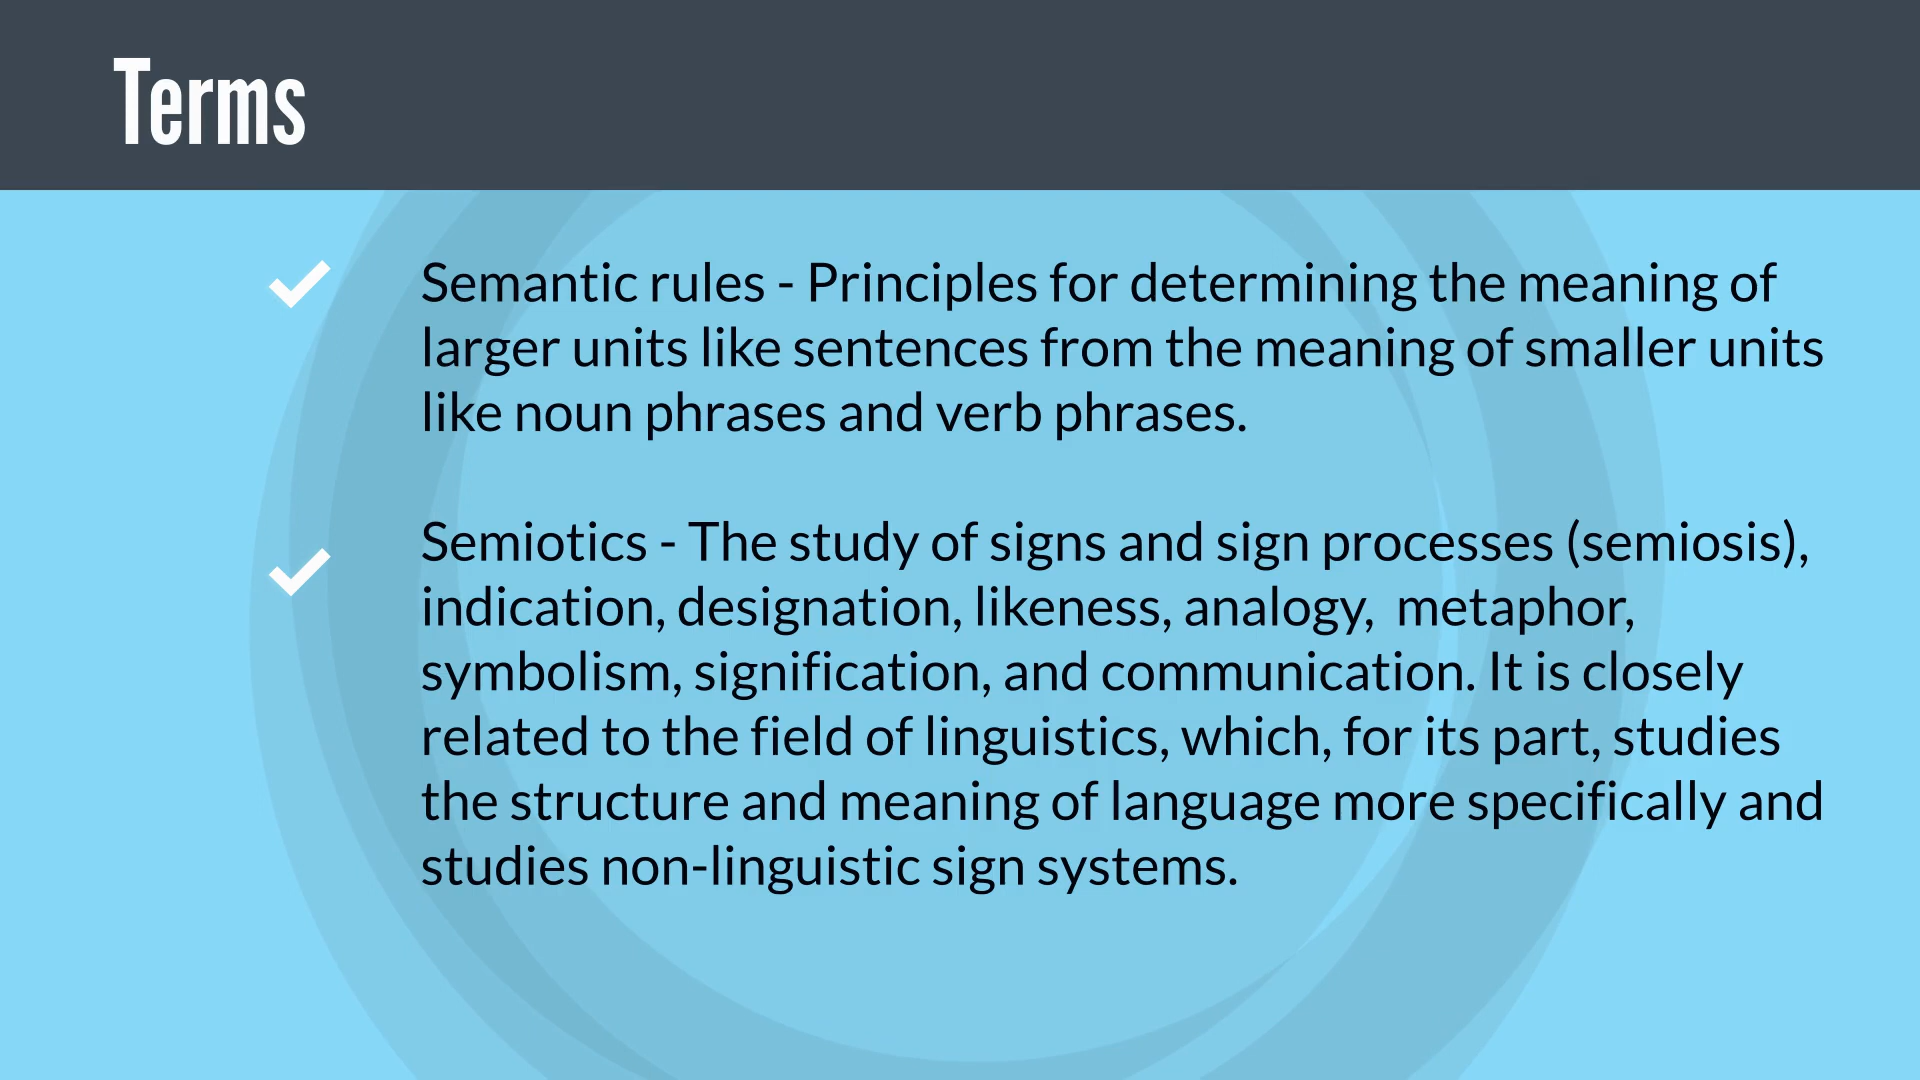 Terms
Semantic rules - Principles for determining the meaning of
larger units like sentences from the meaning of smaller units
like noun phrases and verb phrases.
Semiotics - The study of signs and sign processes (semiosis),
indication, designation, likeness, analogy,  metaphor,
symbolism, signification, and communication. It is closely
related to the field of linguistics, which, for its part, studies
the structure and meaning of language more specifically and
studies non-linguistic sign systems.